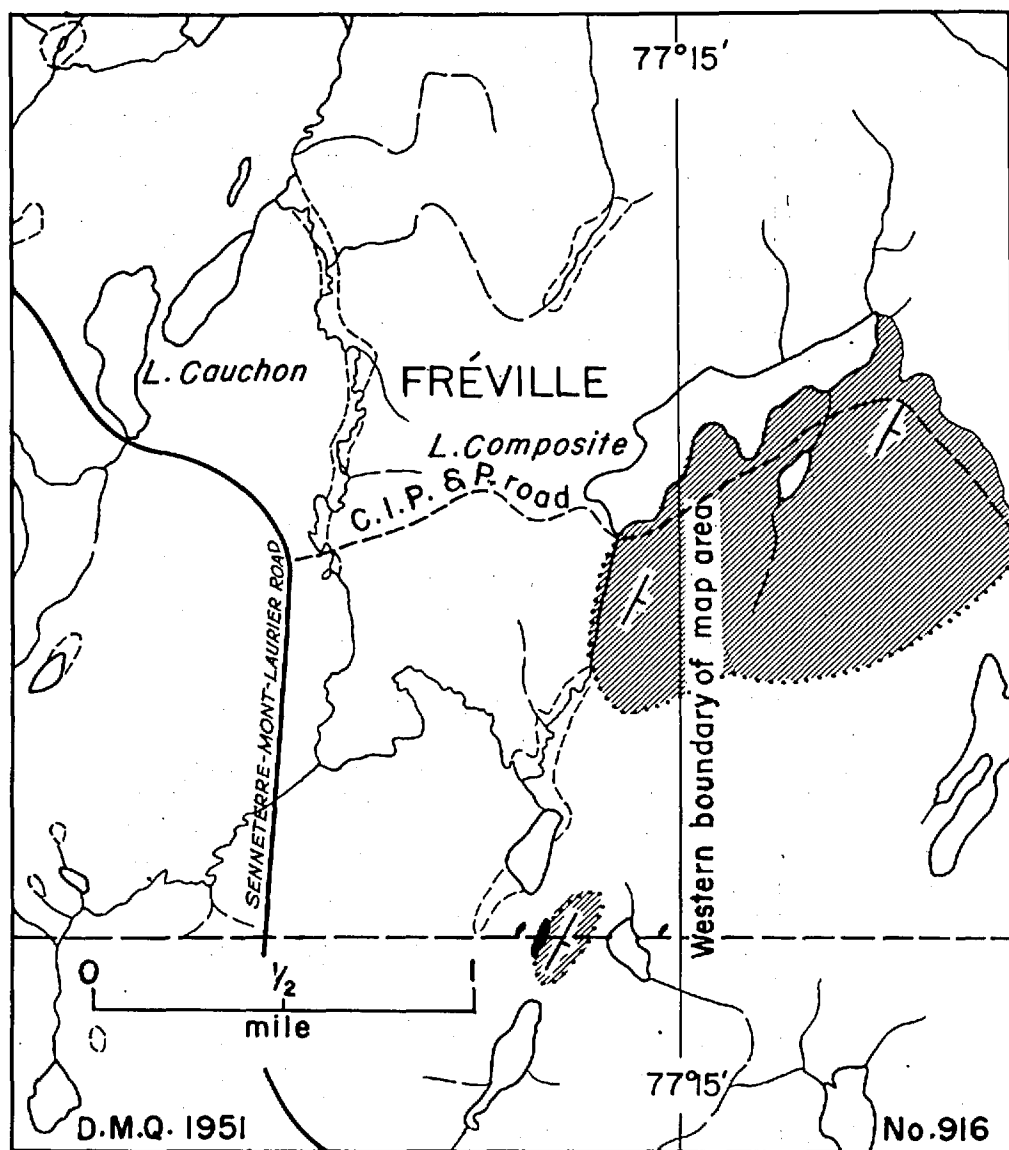 77°15'
L. Cauchon
FRÉVILLE
L. Composite
C.I.P. & P. road
SENNETERRE-MONT-LAURIER ROAD
Western boundary of map area
0 ½ 1
mile
77°15'
D.M.Q. 1951
No. 916